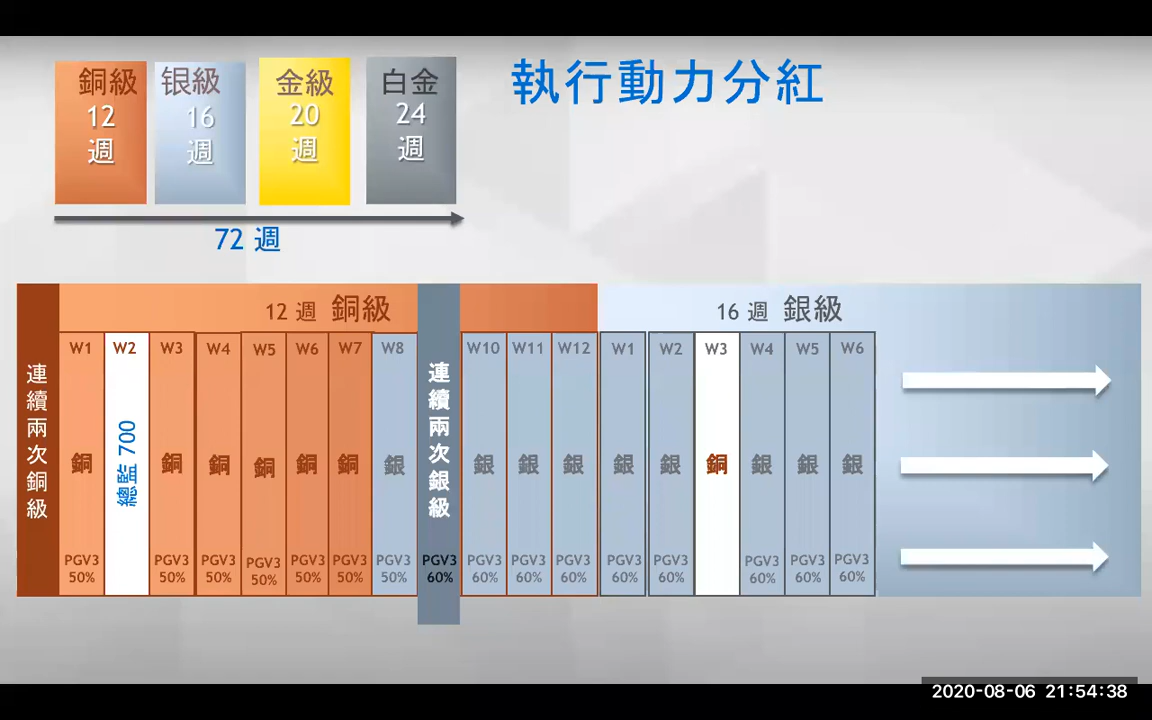 執行動力分紅
銅級
12
週
银級
16
週
金級
20
週
白金
24
週
72 週
12 週 銅級
16 週 銀級
連續兩次銅級
W1
銅
PGV3
50%
W2
總監 700
W3
銅
PGV3
50%
W4
銅
PGV3
50%
W5
銅
PGV3
50%
W6
銅
PGV3
50%
W7
銅
PGV3
50%
W8
銀
PGV3
50%
連續兩次銀級
PGV3
60%
W10
銀
PGV3
60%
W11
銀
PGV3
60%
W12
銀
PGV3
60%
W1
銀
PGV3
60%
W2
銀
PGV3
60%
W3
銅
W4
銀
PGV3
60%
W5
銀
PGV3
60%
W6
銀
PGV3
60%
2020-08-06 21:54:38